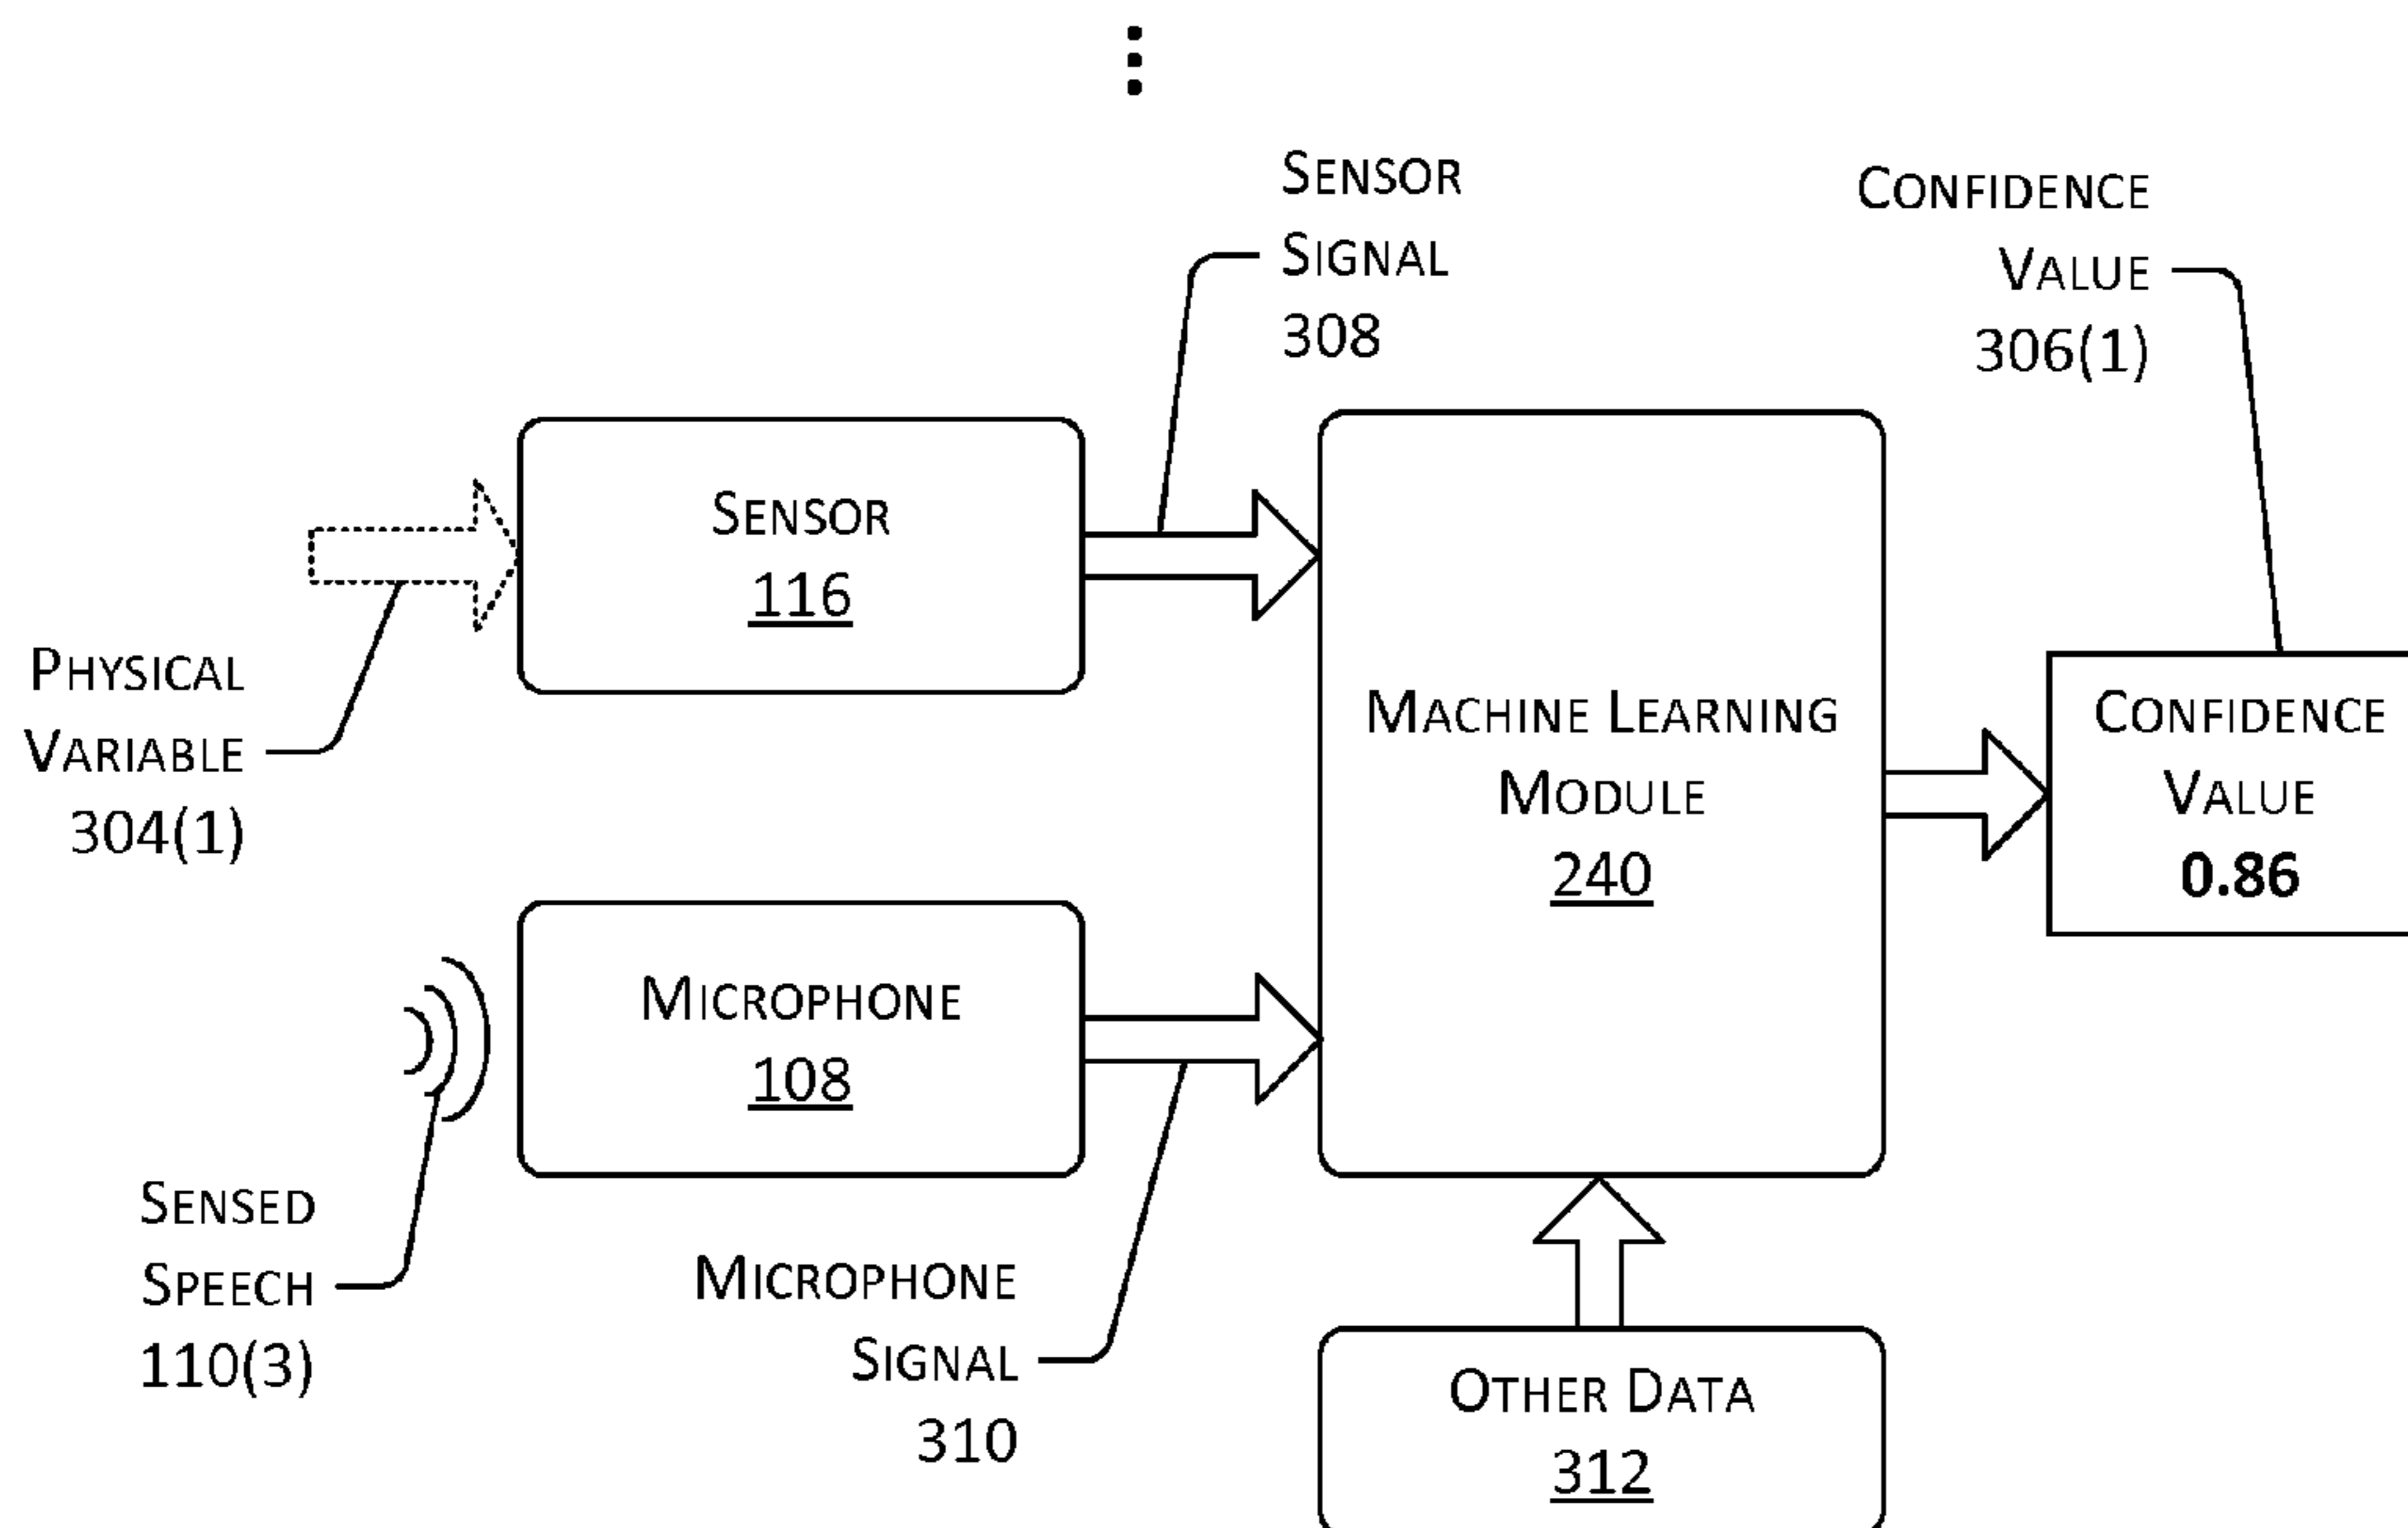 SENSOR
SIGNAL
308
CONFIDENCE
VALUE
306(1)
SENSOR
116
PHYSICAL
VARIABLE
304(1)
MACHINE LEARNING
MODULE
240
CONFIDENCE
VALUE
0.86
MICROPHONE
108
SENSED
SPEECH
110(3)
MICROPHONE
SIGNAL
310
OTHER DATA
312